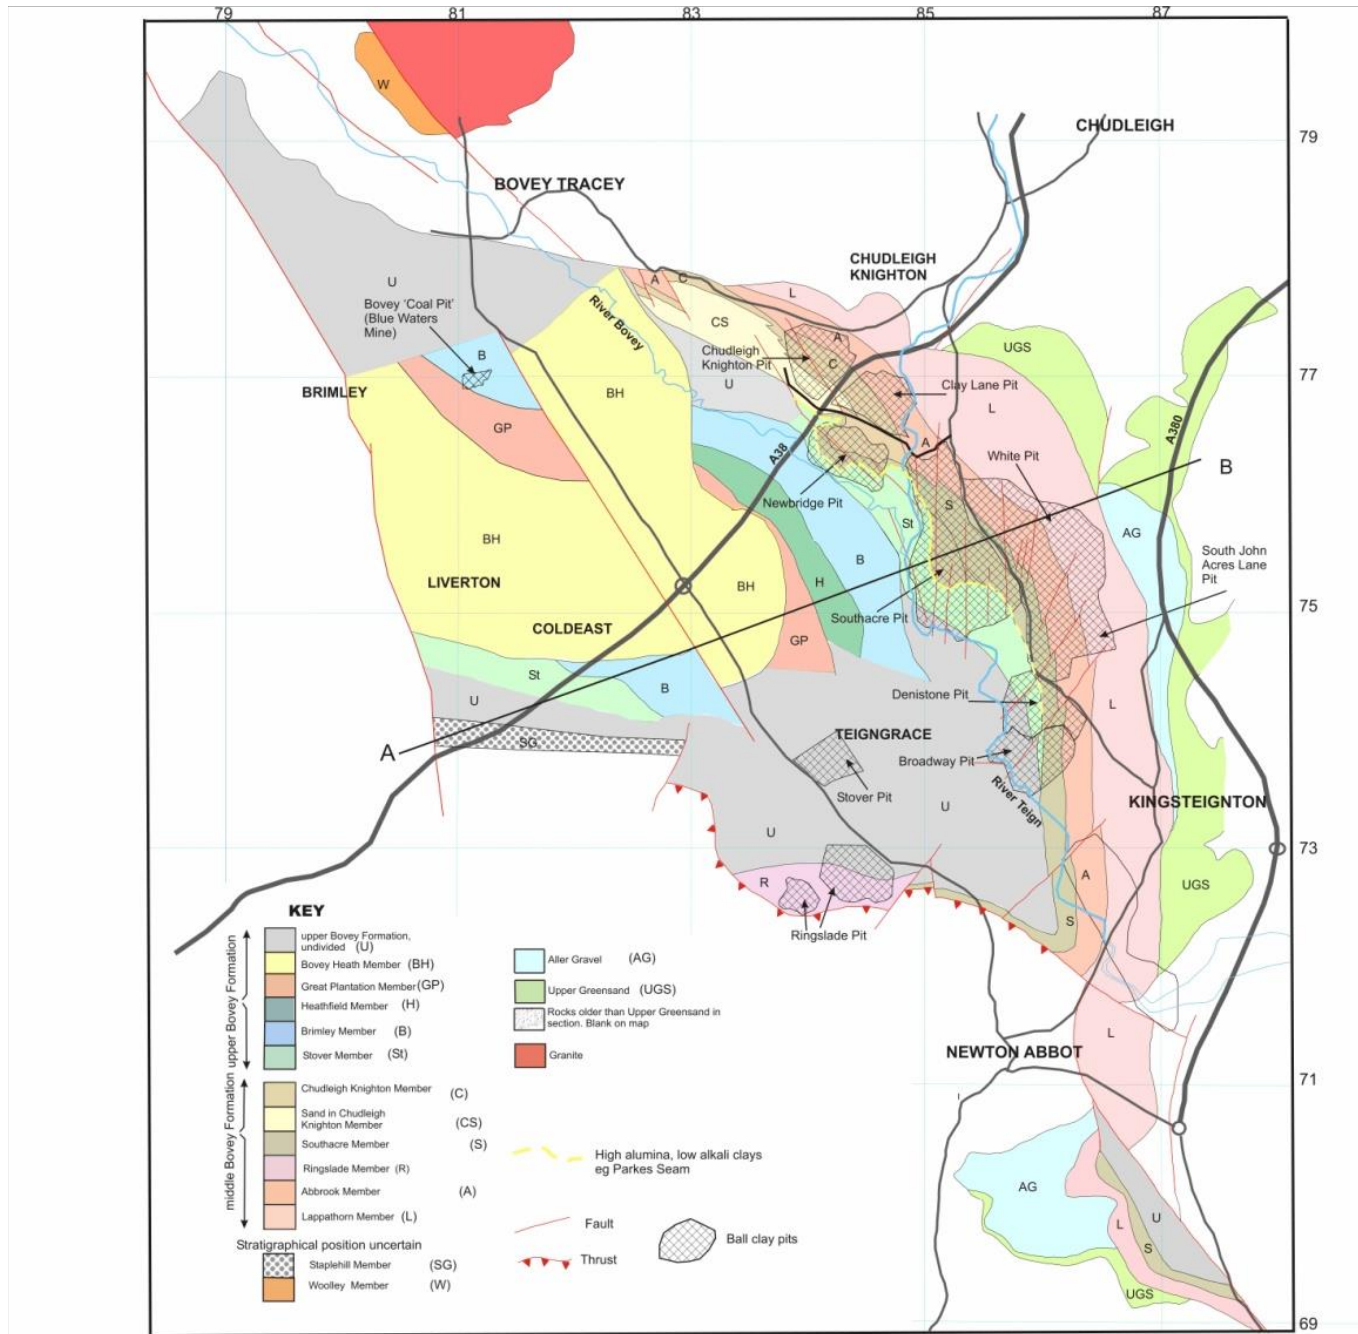 79
81
83
85
87
W
CHUDLEIGH
79
BOVEY TRACEY
CHUDLEIGH
KNIGHTON
U
A
C
L
Bovey 'Coal Pit'
(Blue Waters
Mine)
River Bovey
CS
UGS
B
Chudleigh
Knighton Pit
A
C
77
BRIMLEY
BH
U
Clay Lane Pit
L
GP
A38
A
White Pit
A380
B
Newbridge Pit
S
St
AG
BH
B
South John
Acres Lane
Pit
LIVERTON
H
BH
Southacre Pit
75
COLDEAST
GP
St
B
U
Denistone Pit
L
A
SG
TEIGNGRACE
Broadway Pit
Stover Pit
River Teign
KINGSTEIGNTON
U
U
73
R
A
UGS
KEY
S
Ringslade Pit
upper Bovey Formation
upper Bovey Formation,
undivided (U)
Bovey Heath Member (BH)
Great Plantation Member (GP)
Heathfield Member (H)
Brimley Member (B)
Stover Member (St)
Aller Gravel (AG)
Upper Greensand (UGS)
Rocks older than Upper Greensand in
section. Blank on map
Granite
L
NEWTON ABBOT
71
middle Bovey Formation
Chudleigh Knighton Member (C)
Sand in Chudleigh
Knighton Member (CS)
Southacre Member (S)
Ringslade Member (R)
Abbrook Member (A)
Lappathorn Member (L)
High alumina, low alkali clays
eg Parkes Seam
Fault
Thrust
Ball clay pits
AG
L
U
S
UGS
Stratigraphical position uncertain
Staplehill Member (SG)
Woolley Member (W)
69